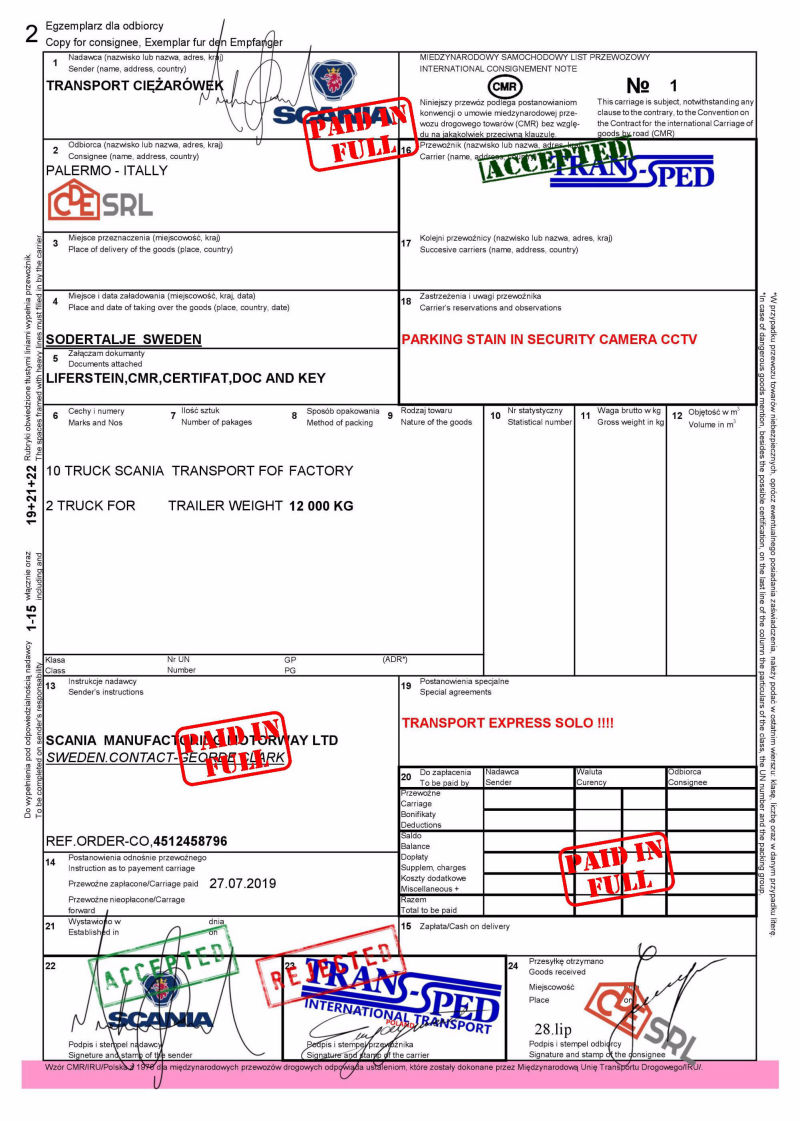 2
Egzemplarz dla odbiorcy
Copy for consignee, Exemplar fur den Empfanger
1
Nadawca (nazwisko lub nazwa, adres, kraj)
Sender (name, address, country)
TRANSPORT CIĘŻARÓWEK
SCANIA
PAID IN FULL
MIEDZYNARODOWY SAMOCHODOWY LIST PRZEWOZOWY
INTERNATIONAL CONSIGNEMENT NOTE
CMR
№ 1
Niniejszy przewóz podlega postanowiom
konwencji o umowie miedzynarodowej prze-
wozu drogowego towarów (CMR) bez wzglę-
du na jakąkolwiek przeciwną klauzulę.
This carriage is subject, notwithstanding any
clause to the contrary, to the Convention on
the Contract for the international Carriage of
goods by road (CMR)
2
Odbiorca (nazwisko lub nazwa, adres, kraj)
Consignee (name, address, country)
PALERMO - ITALLY
CDE SRL
16
Przewoźnik (nazwisko lub nazwa, adres, kraj)
Carrier (name, address, country)
ACCEPTED
TRANS-SPED
3
Miejsce przeznaczenia (miejscowość, kraj)
Place of delivery of the goods (place, country)
17
Kolejni przewoźnicy (nazwisko lub nazwa, adres, kraj)
Succesive carriers (name, address, country)
4
Miejsce i data załadowania (miejscowość, kraj, data)
Place and date of taking over the goods (place, country, date)
SODERTALJE SWEDEN
18
Zastrzeżenia i uwagi przewoźnika
Carrier's reservations and observations
PARKING STAIN IN SECURITY CAMERA CCTV
5
Załączam dokumanty
Documents attached
LIFERSTEIN,CMR,CERTIFAT,DOC AND KEY
6 Cechy i numery
Marks and Nos
7 Ilość sztuk
Number of pakages
8 Sposób opakowania
Method of packing
9 Rodzaj towaru
Nature of the goods
10 Nr statystyczny
Statistical number
11 Waga brutto w kg
Gross weight in kg
12 Objętość w m3
Volume in m3
10 TRUCK SCANIA TRANSPORT FOF FACTORY
2 TRUCK FOR TRAILER WEIGHT 12 000 KG
Klasa
Class
Nr UN
Number
GP
PG
(ADR*)
13
Instrukcje nadawcy
Sender's instructions
SCANIA MANUFACTORING MOTORWAY LTD
SWEDEN.CONTACT-GEORDE CLARK
PAID IN FULL
REF.ORDER-CO,4512458796
19
Postanowienia specjalne
Special agreements
TRANSPORT EXPRESS SOLO !!!!
20
Do zapłacenia
To be paid by
Nadawca
Sender
Waluta
Curency
Odbiorca
Consignee
Przewoźne
Carriage
Bonifikaty
Deductions
Saldo
Balance
Dopłaty
Supplem, charges
Koszty dodatkowe
Miscellaneous +
Razem
Total to be paid
PAID IN FULL
14
Postanowienia odnośnie przewoźnego
Instruction as to payement carriage
Przewoźne zapłacone/Carriage paid 27.07.2019
Przewoźne nieopłacone/Carrage
forward
21
Wystawiono w
Established in
dnia
on
15 Zapłata/Cash on delivery
22
ACCEPTED
SCANIA
Podpis i stempel nadawcy
Signeture and stamp of the sender
23
REJECTED
TRANS-SPED
INTERNATIONAL TRANSPORT
POLAND
Podpis i stempel przewoźnika
Signature and stamp of the carrier
24
Przesyłkę otrzymano
Goods received
Miejscowość
Place
on
28.lip
CDE SRL
Podpis i stempel odbiorcy
Signature and stamp of the consignee
Wzór CMR/IRU/Polska z 1976 dla międzynarodowych przewozów drogowych odpowiada ustaleniom, które zostały dokonane przez Międzynarodową Unię Transportu Drogowego/IRU/.
Do wypełnienia pod odpowiedzialnością nadawcy 1-15 włącznie oraz 19+21+22 Rubryki obwiedzione tłustymi liniami wypełnia przewoźnik.
To be completed on sender's responsability including and The spaces framed with heavy lines must filled in by the carrier.
*W przypadku przewozu towarów niebezpiecznych, oprócz ewentualnego posiadania zaświadczenia, należy podać w ostatnim wierszu: klasę, liczbę oraz w danym przypadku literę.
*In case of dangerous goods mention, besides the possible certification, on the last line of the column the particulars of the class, the UN number and the packing group.